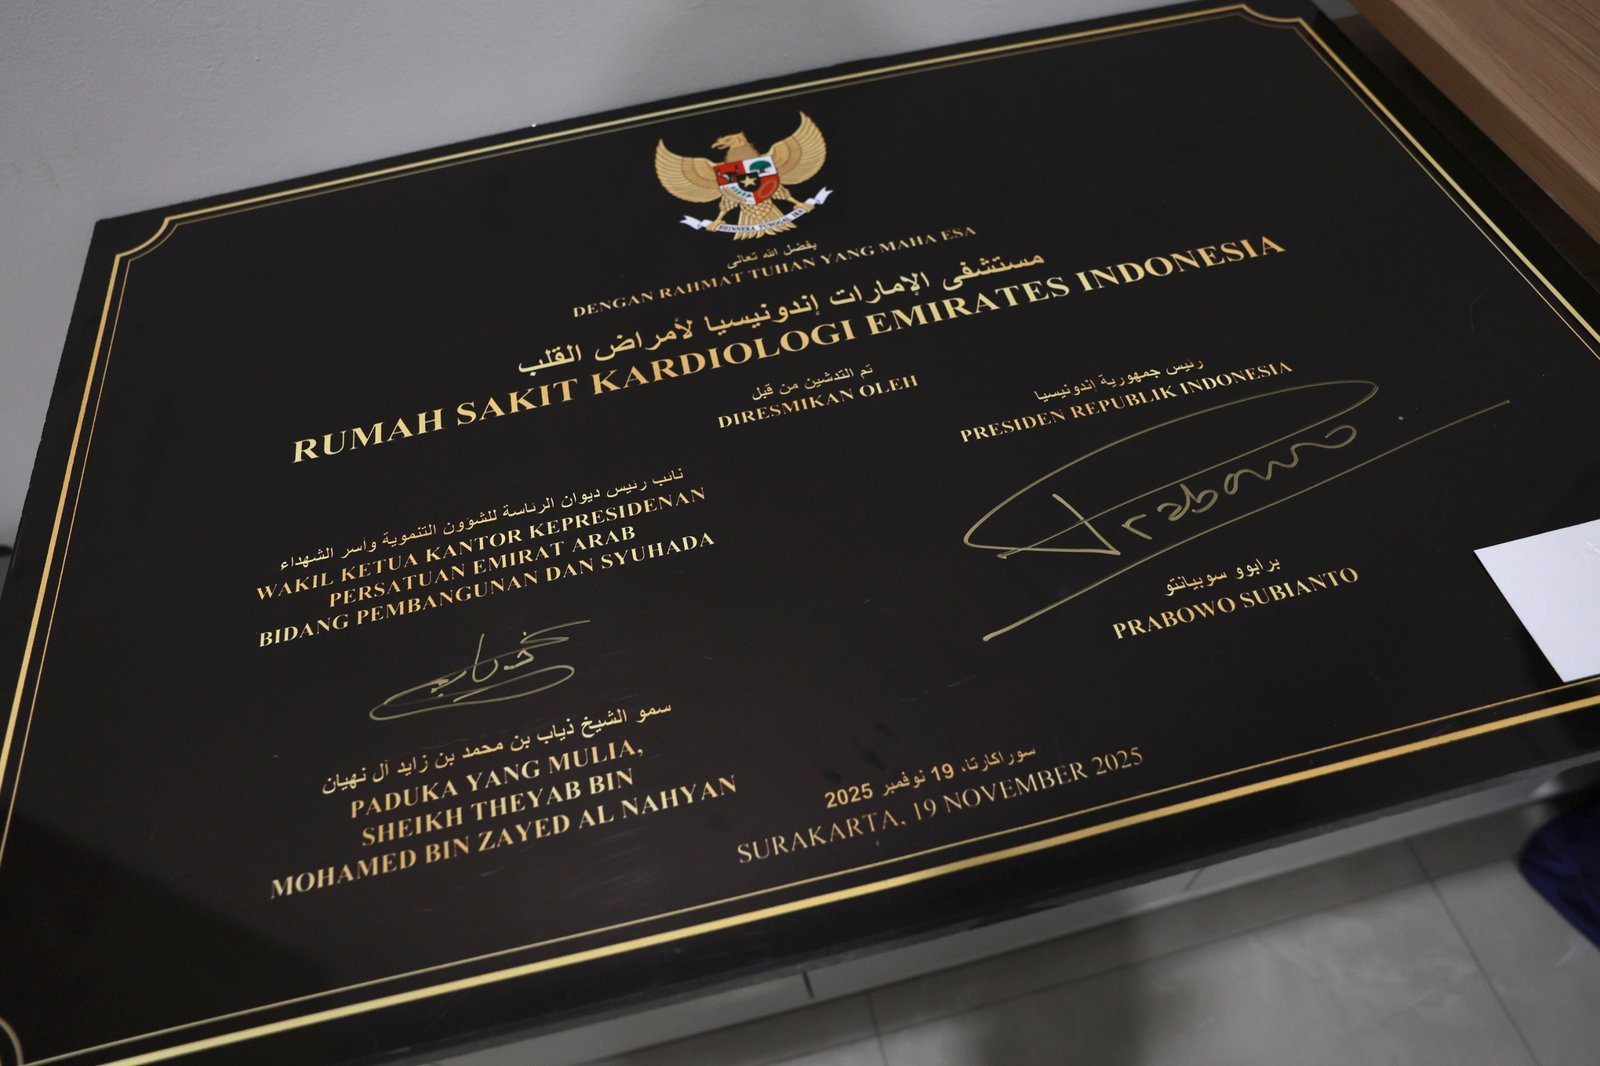 BHINNEKA TUNGGAL IKA
بفضل الله تعالى
DENGAN RAHMAT TUHAN YANG MAHA ESA
مستشفى الإمارات إندونيسيا لأمراض القلب
RUMAH SAKIT KARDIOLOGI EMIRATES INDONESIA
تم التدشين من قبل
DIRESMIKAN OLEH
نائب رئيس ديوان الرئاسة للشؤون التنموية وأسر الشهداء
WAKIL KETUA KANTOR KEPRESIDENAN
PERSATUAN EMIRAT ARAB
BIDANG PEMBANGUNAN DAN SYUHADA
سمو الشيخ ذياب بن محمد بن زايد آل نهيان
PADUKA YANG MULIA,
SHEIKH THEYAB BIN
MOHAMED BIN ZAYED AL NAHYAN
رئيس جمهورية إندونيسيا
PRESIDEN REPUBLIK INDONESIA
Prabowo
برابوو سوبيانتو
PRABOWO SUBIANTO
سوراكارتا، 19 نوفمبر 2025
SURAKARTA, 19 NOVEMBER 2025